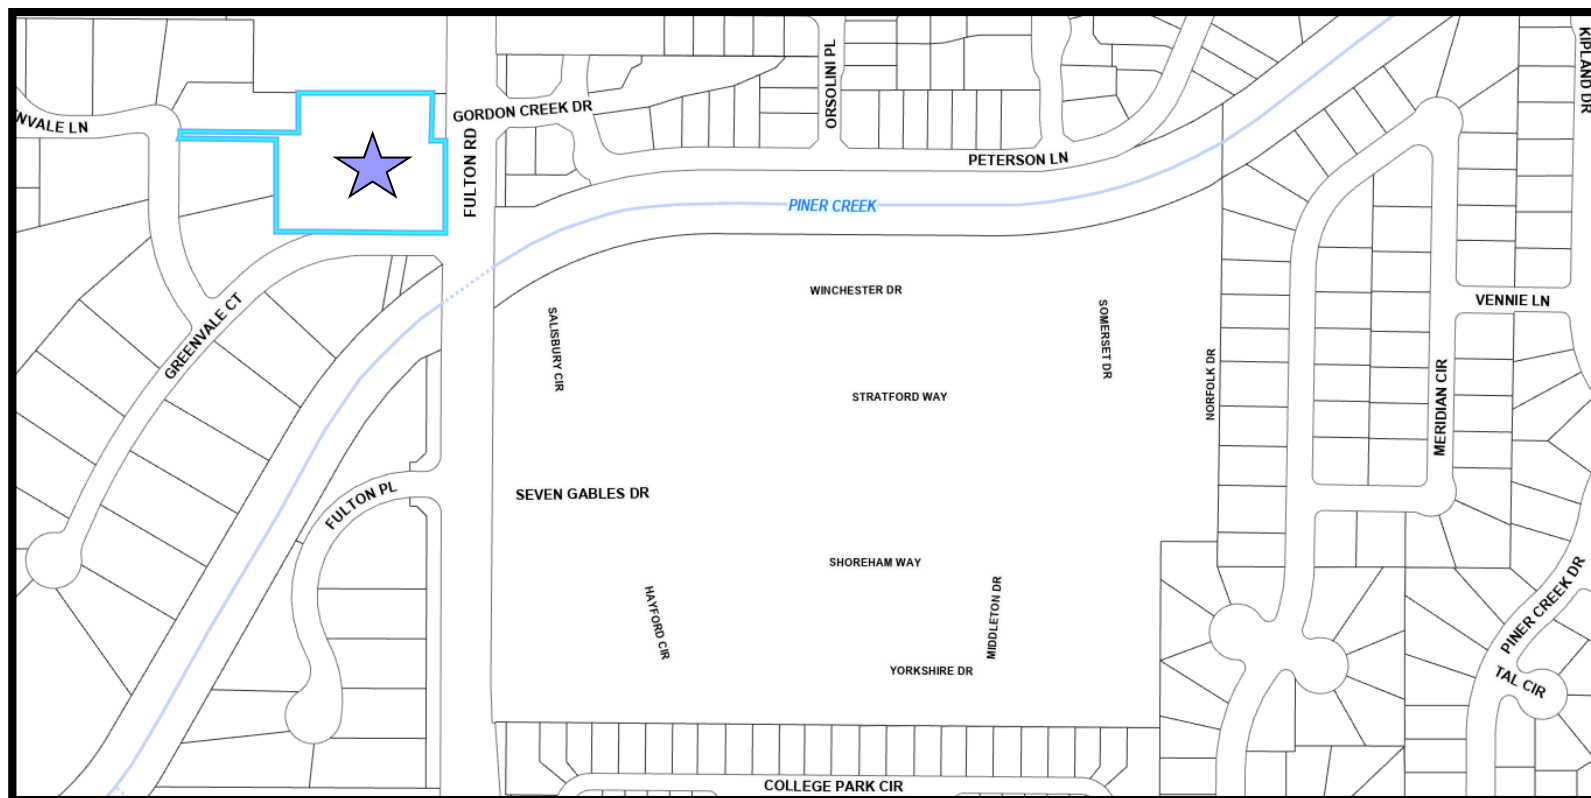 KIPLAND DR
ORSOLINI PL
GORDON CREEK DR
NVALE LN
FULTON RD
PETERSON LN
PINER CREEK
WINCHESTER DR
VENNIE LN
GREENVALE CT
SALISBURY CIR
SOMERSET DR
NORFOLK DR
STRATFORD WAY
MERIDIAN CIR
SEVEN GABLES DR
FULTON PL
SHOREHAM WAY
HAYFORD CIR
MIDDLETON DR
PINER CREEK DR
YORKSHIRE DR
TAL CIR
COLLEGE PARK CIR